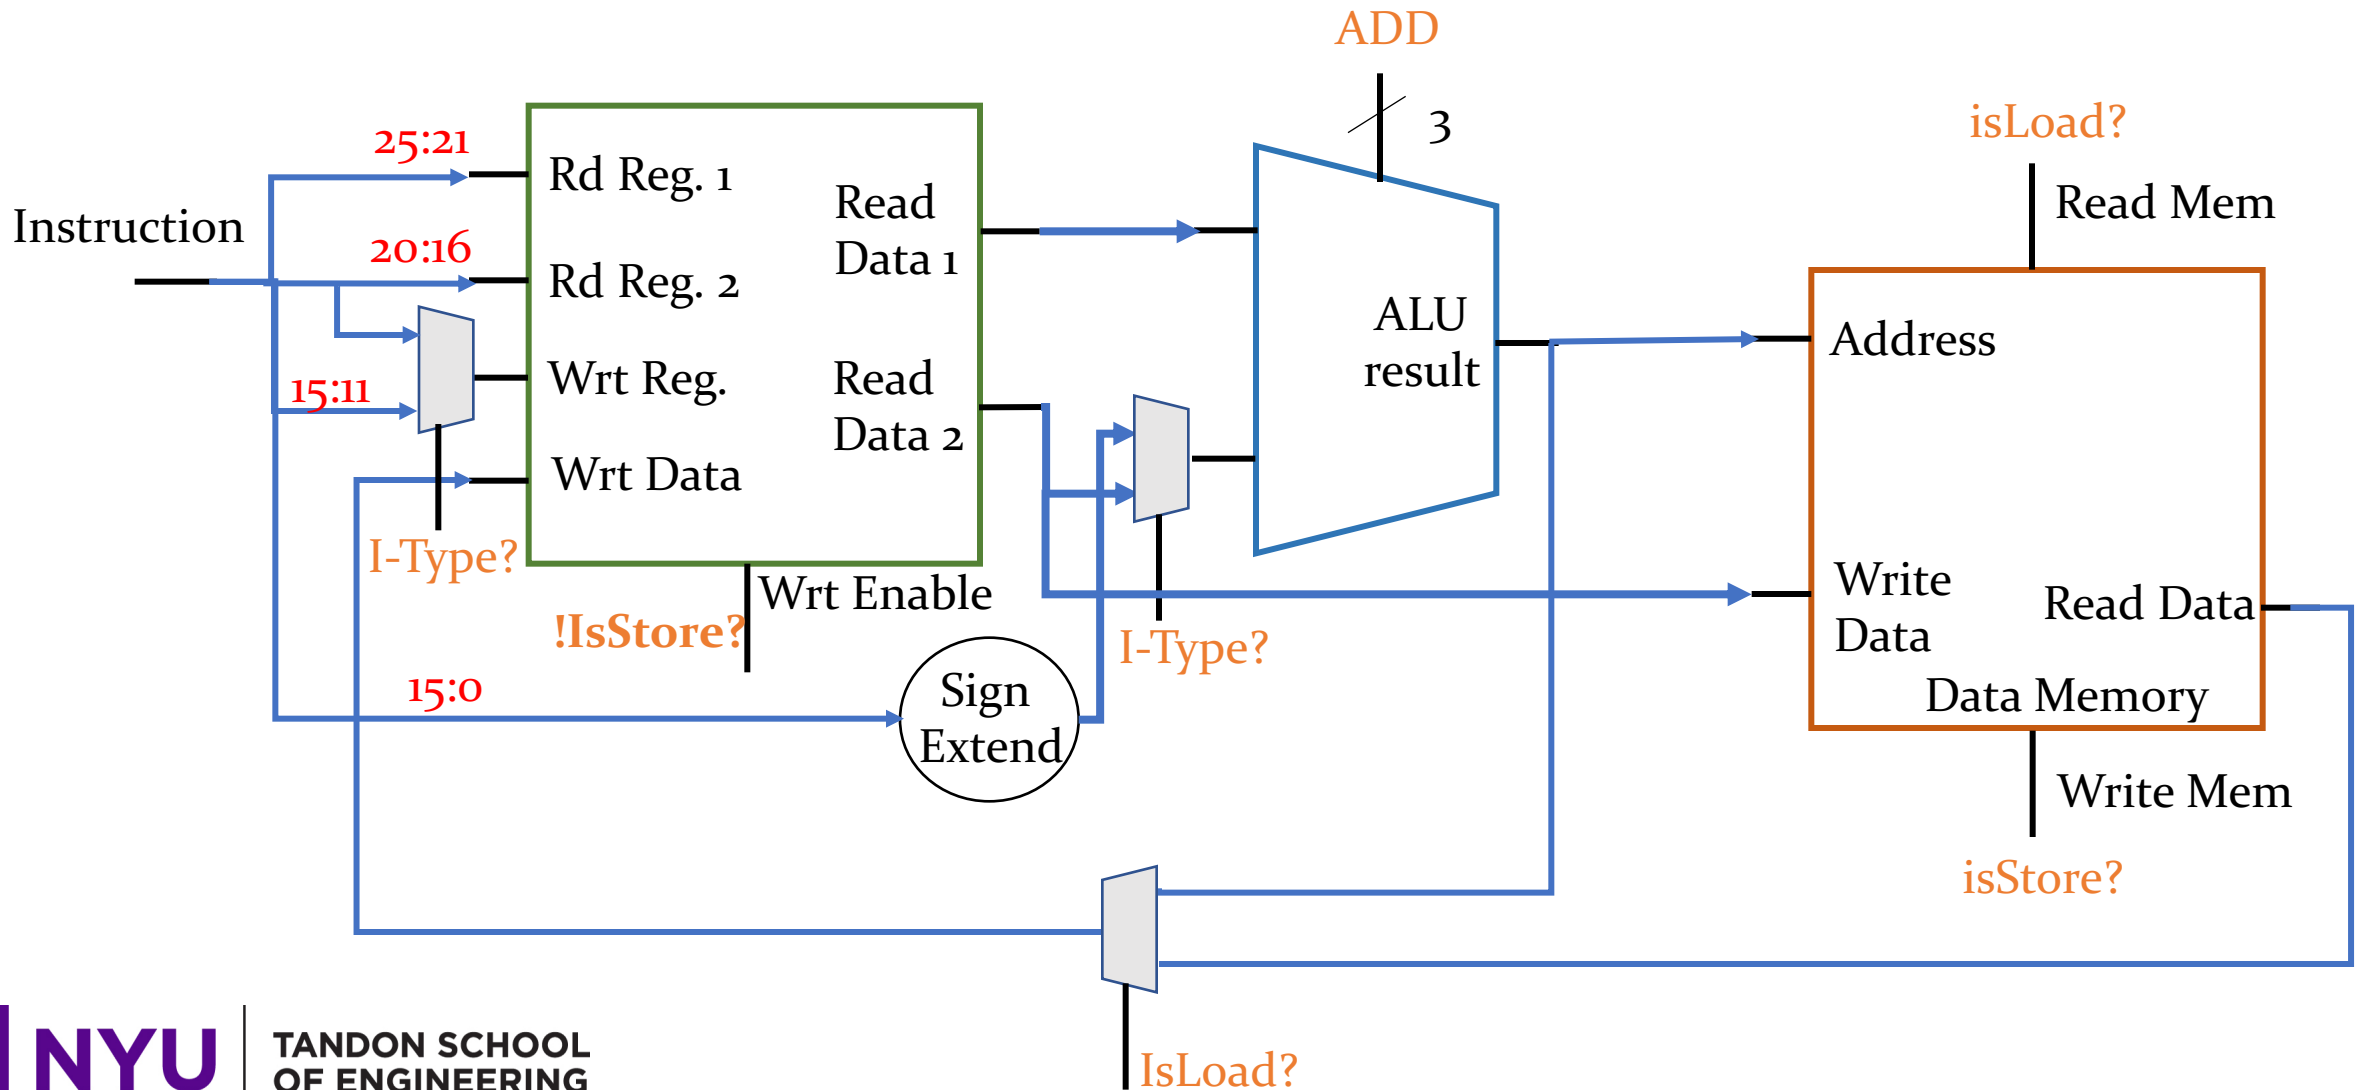 ADD
3
isLoad?
Read Mem
25:21
Instruction
20:16
15:11
Rd Reg. 1
Rd Reg. 2
Wrt Reg.
Wrt Data
Read
Data 1
Read
Data 2
I-Type?
Wrt Enable
!IsStore?
ALU
result
I-Type?
Address
Write
Data
Read Data
Data Memory
Write Mem
isStore?
15:0
Sign
Extend
IsLoad?
NYU
TANDON SCHOOL
OF ENGINEERING